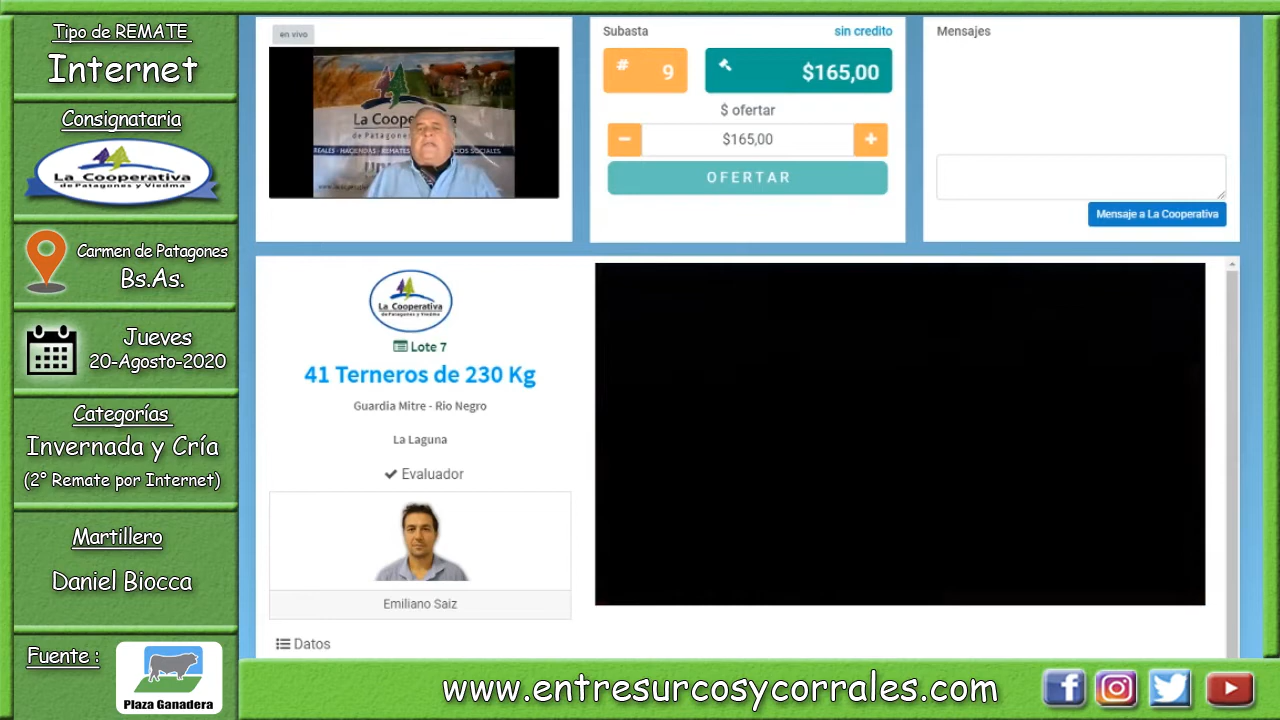 Tipo de REMATE
Internet
Consignataria
La Cooperativa
de Patagones y Viedma
Carmen de Patagones
Bs.As.
Jueves
20-Agosto-2020
Categorías
Invernada y Cría
(2° Remate por Internet)
Martillero
Daniel Biocca
Fuente :
Plaza Ganadera
en vivo
La Cooperativa
de Patagones
Subasta
sin credito
# 9
$165,00
$ ofertar
− $165,00 +
OFERTAR
Mensajes
Mensaje a La Cooperativa
La Cooperativa
de Patagones y Viedma
Lote 7
41 Terneros de 230 Kg
Guardia Mitre - Rio Negro
La Laguna
Evaluador
Emiliano Saiz
Datos
www.entresurcosycorrales.com